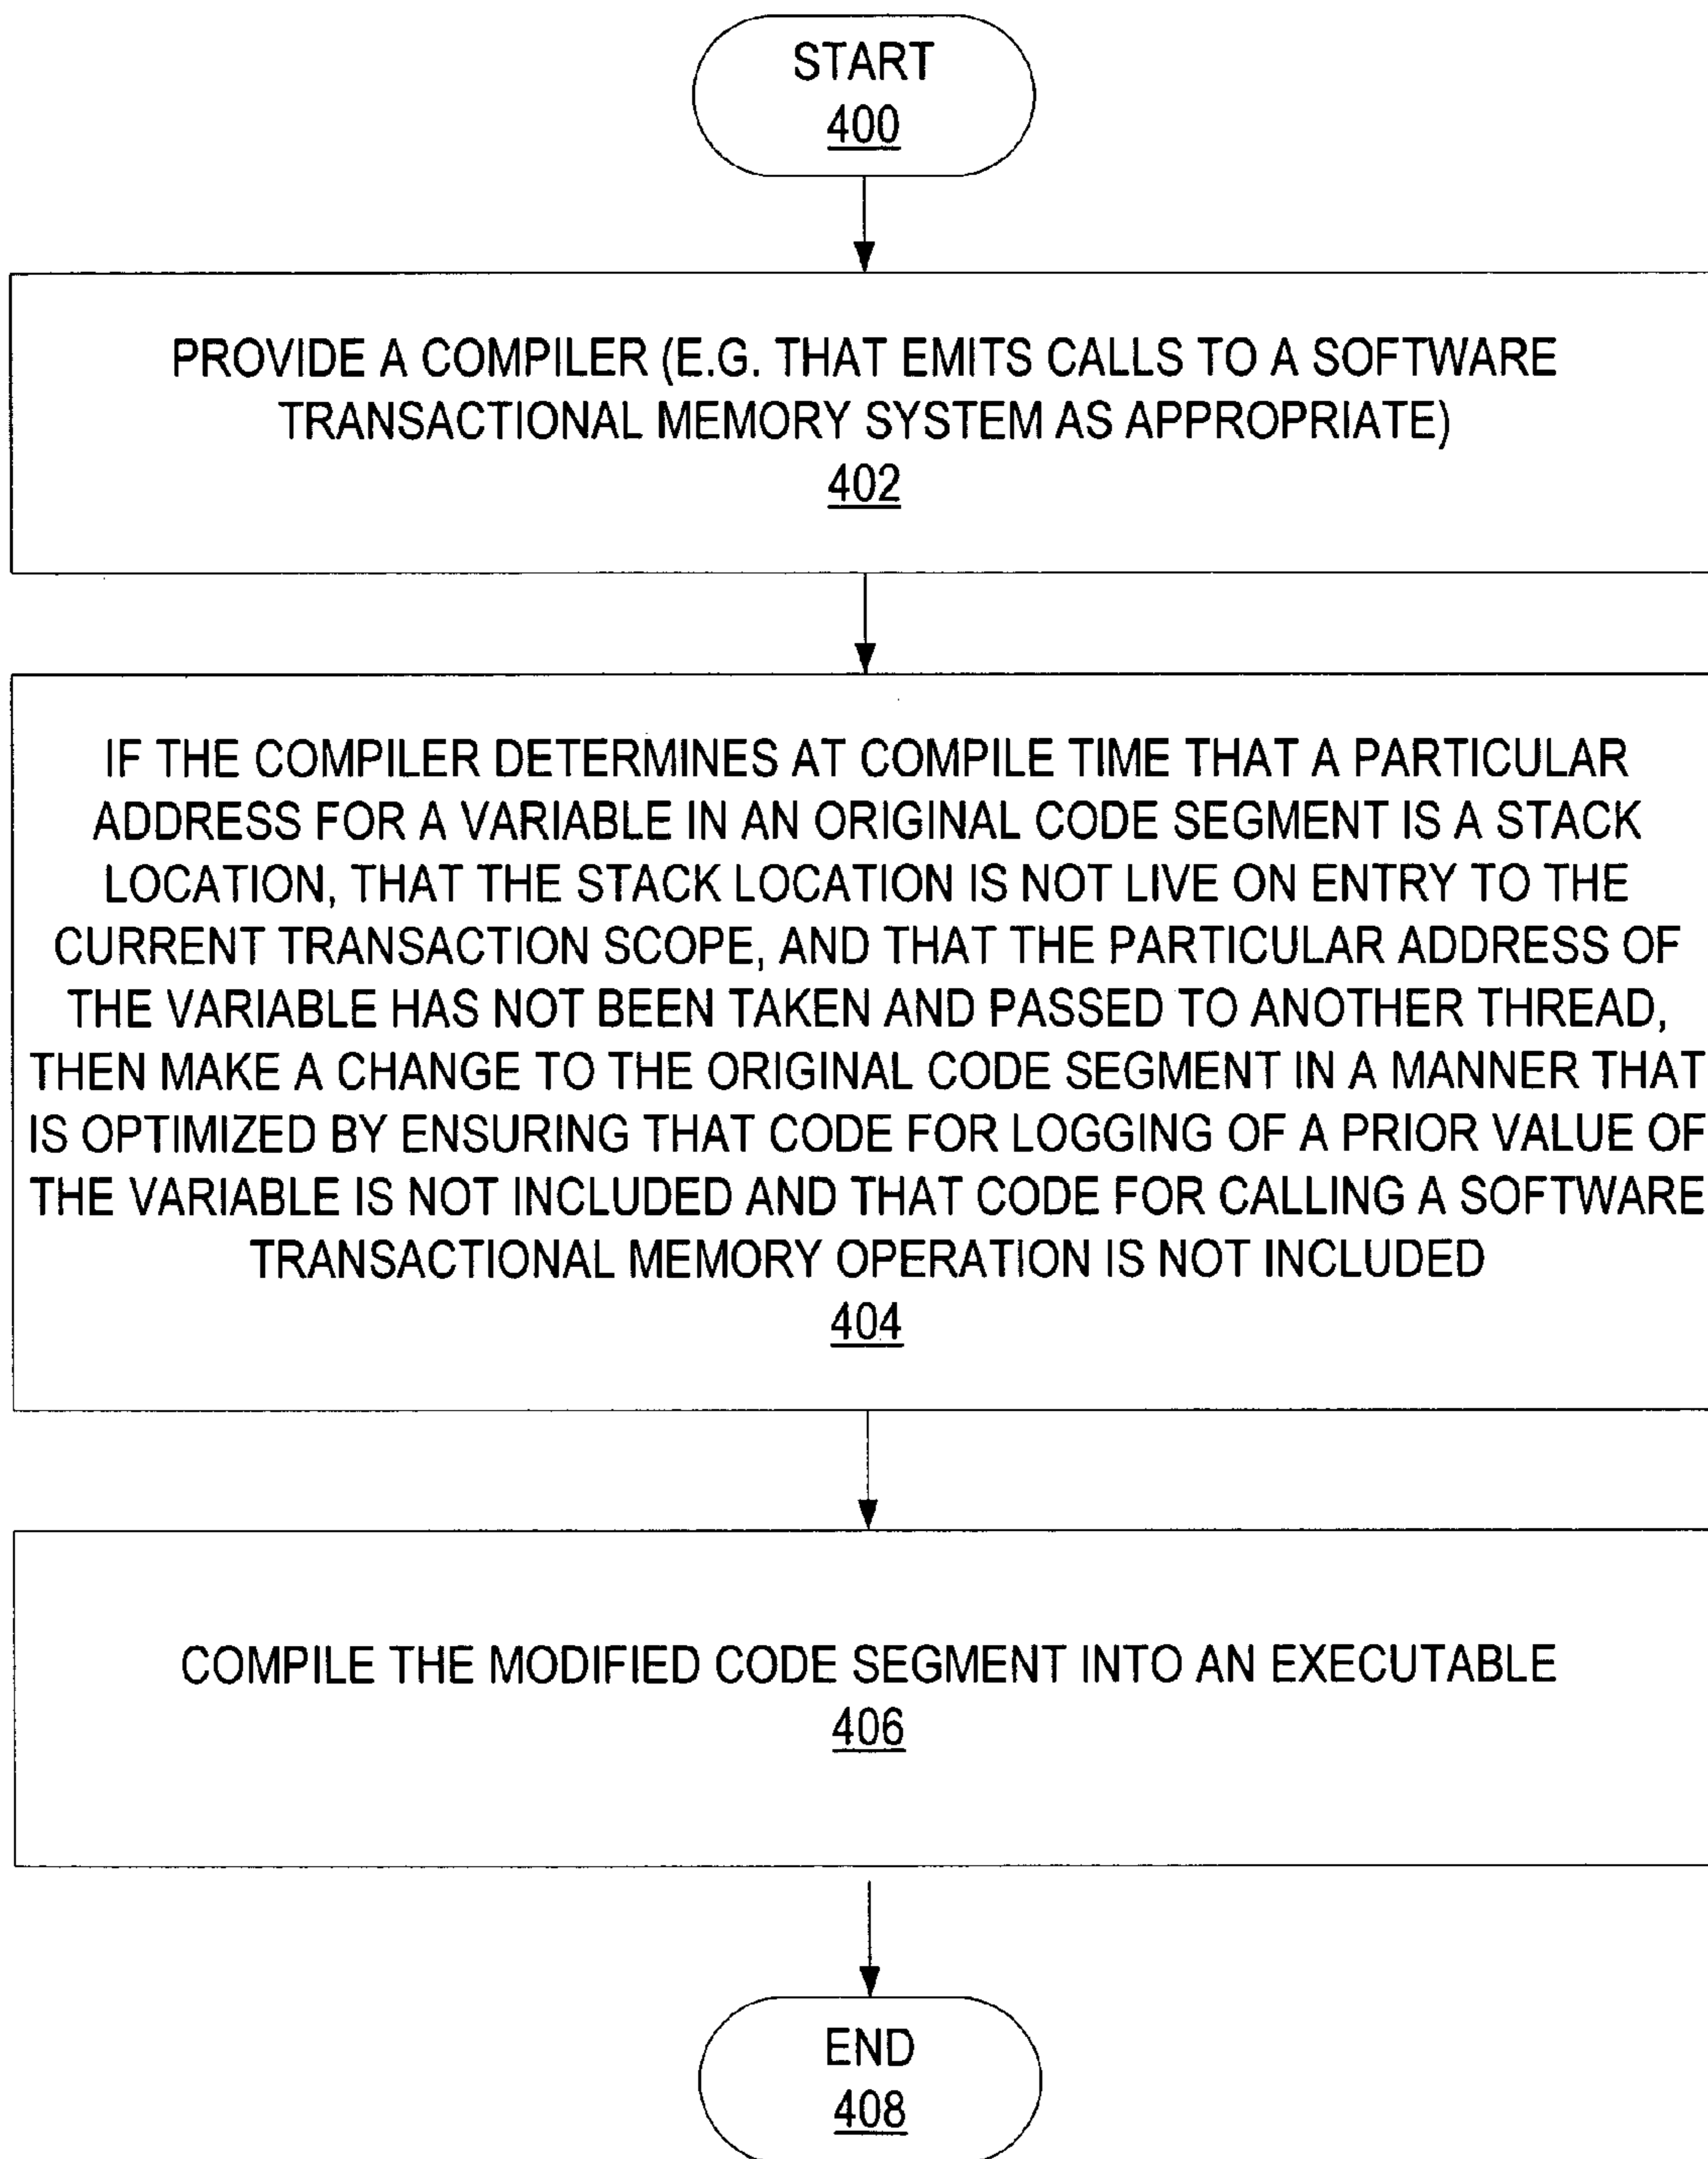 START
400
PROVIDE A COMPILER (E.G. THAT EMITS CALLS TO A SOFTWARE
TRANSACTIONAL MEMORY SYSTEM AS APPROPRIATE)
402
IF THE COMPILER DETERMINES AT COMPILE TIME THAT A PARTICULAR
ADDRESS FOR A VARIABLE IN AN ORIGINAL CODE SEGMENT IS A STACK
LOCATION, THAT THE STACK LOCATION IS NOT LIVE ON ENTRY TO THE
CURRENT TRANSACTION SCOPE, AND THAT THE PARTICULAR ADDRESS OF
THE VARIABLE HAS NOT BEEN TAKEN AND PASSED TO ANOTHER THREAD,
THEN MAKE A CHANGE TO THE ORIGINAL CODE SEGMENT IN A MANNER THAT
IS OPTIMIZED BY ENSURING THAT CODE FOR LOGGING OF A PRIOR VALUE OF
THE VARIABLE IS NOT INCLUDED AND THAT CODE FOR CALLING A SOFTWARE
TRANSACTIONAL MEMORY OPERATION IS NOT INCLUDED
404
COMPILE THE MODIFIED CODE SEGMENT INTO AN EXECUTABLE
406
END
408